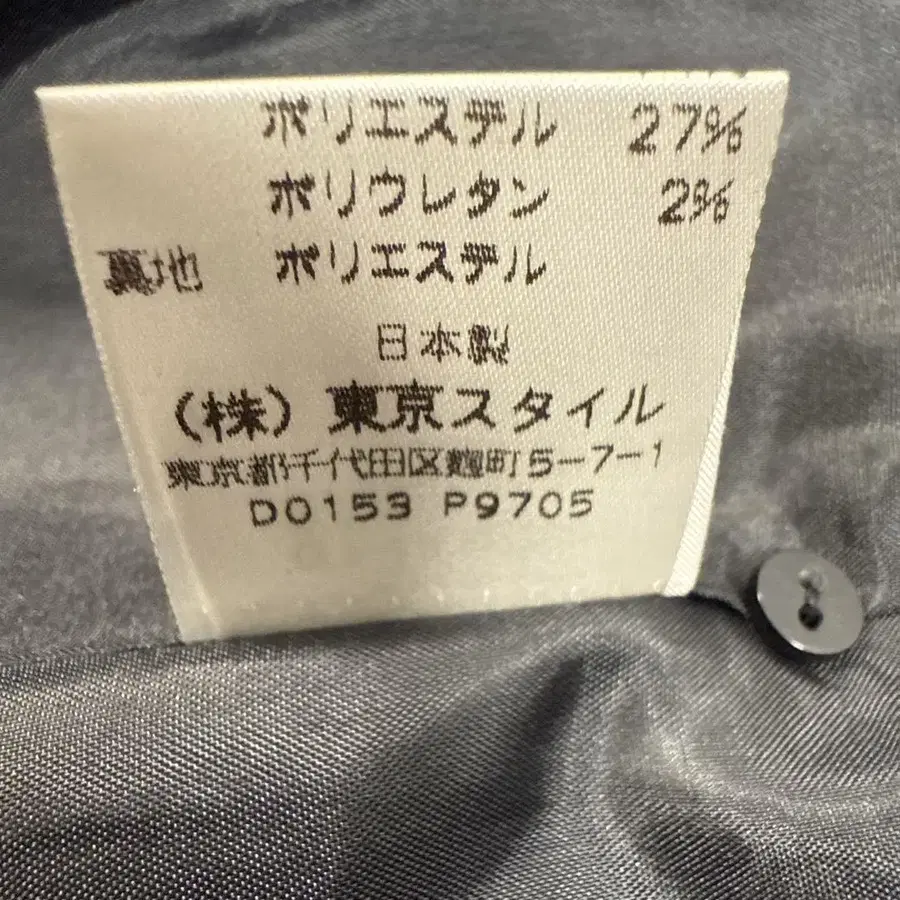 ポリエステル 27%
ポリウレタン 2%
裏地 ポリエステル
日本製
(株)東京スタイル
東京都千代田区麹町5-7-1
D0153 P9705